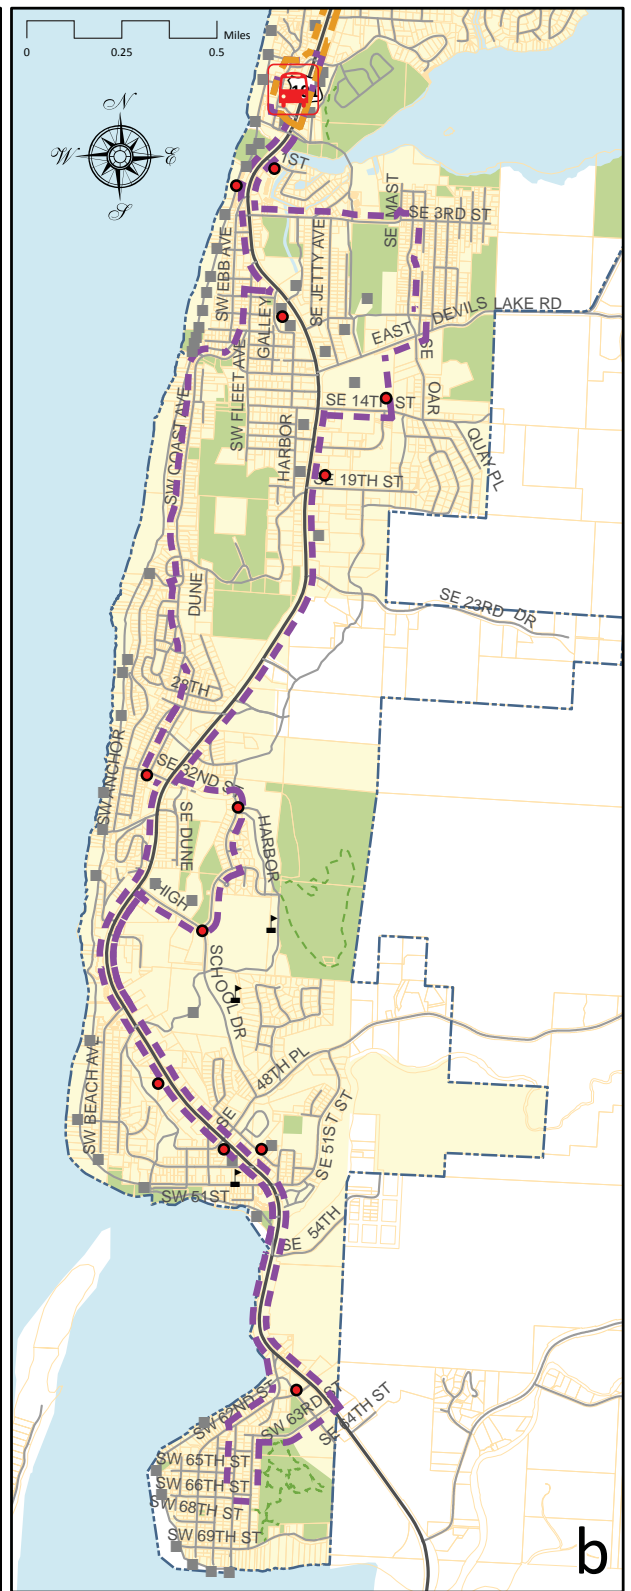 Miles
0 0.25 0.5
N
W E
S
101
1ST
SE MAST
SE 3RD ST
SW EBB AVE
SE JETTY AVE
GALLEY
EAST DEVILS LAKE RD
SW FLEET AVE
SE OAR
SW COAST AVE
SE 14TH ST
HARBOR
QUAY PL
SE 19TH ST
DUNE
SE 23RD DR
28TH
SW ANCHOR
SE 32ND ST
SE DUNE
HARBOR
HIGH
SCHOOL DR
SW BEACH AVE
48TH PL
SE
SE 51ST ST
SW 51ST
SE 54TH
SW 62ND ST
SW 63RD ST
SE 64TH ST
SW 65TH ST
SW 66TH ST
SW 68TH ST
SW 69TH ST
b